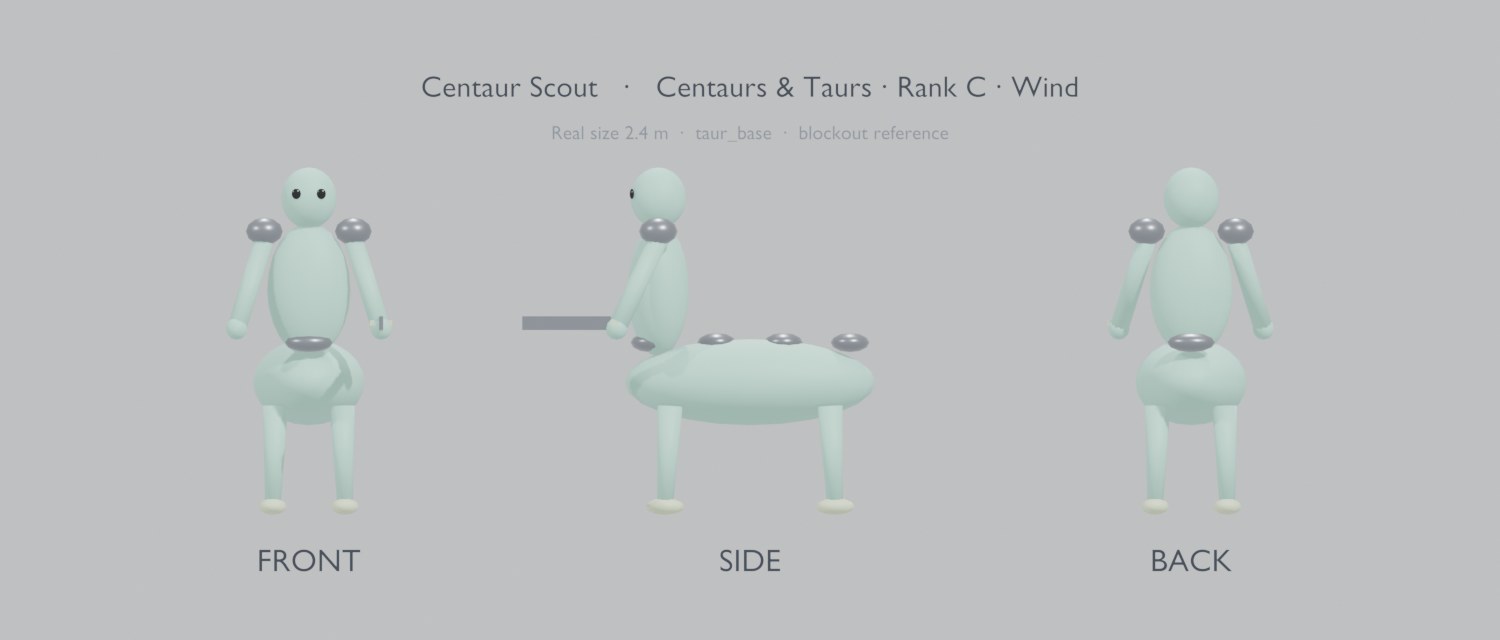 Centaur Scout · Centaurs & Taurs · Rank C · Wind
Real size 2.4 m · taur_base · blockout reference
FRONT
SIDE
BACK